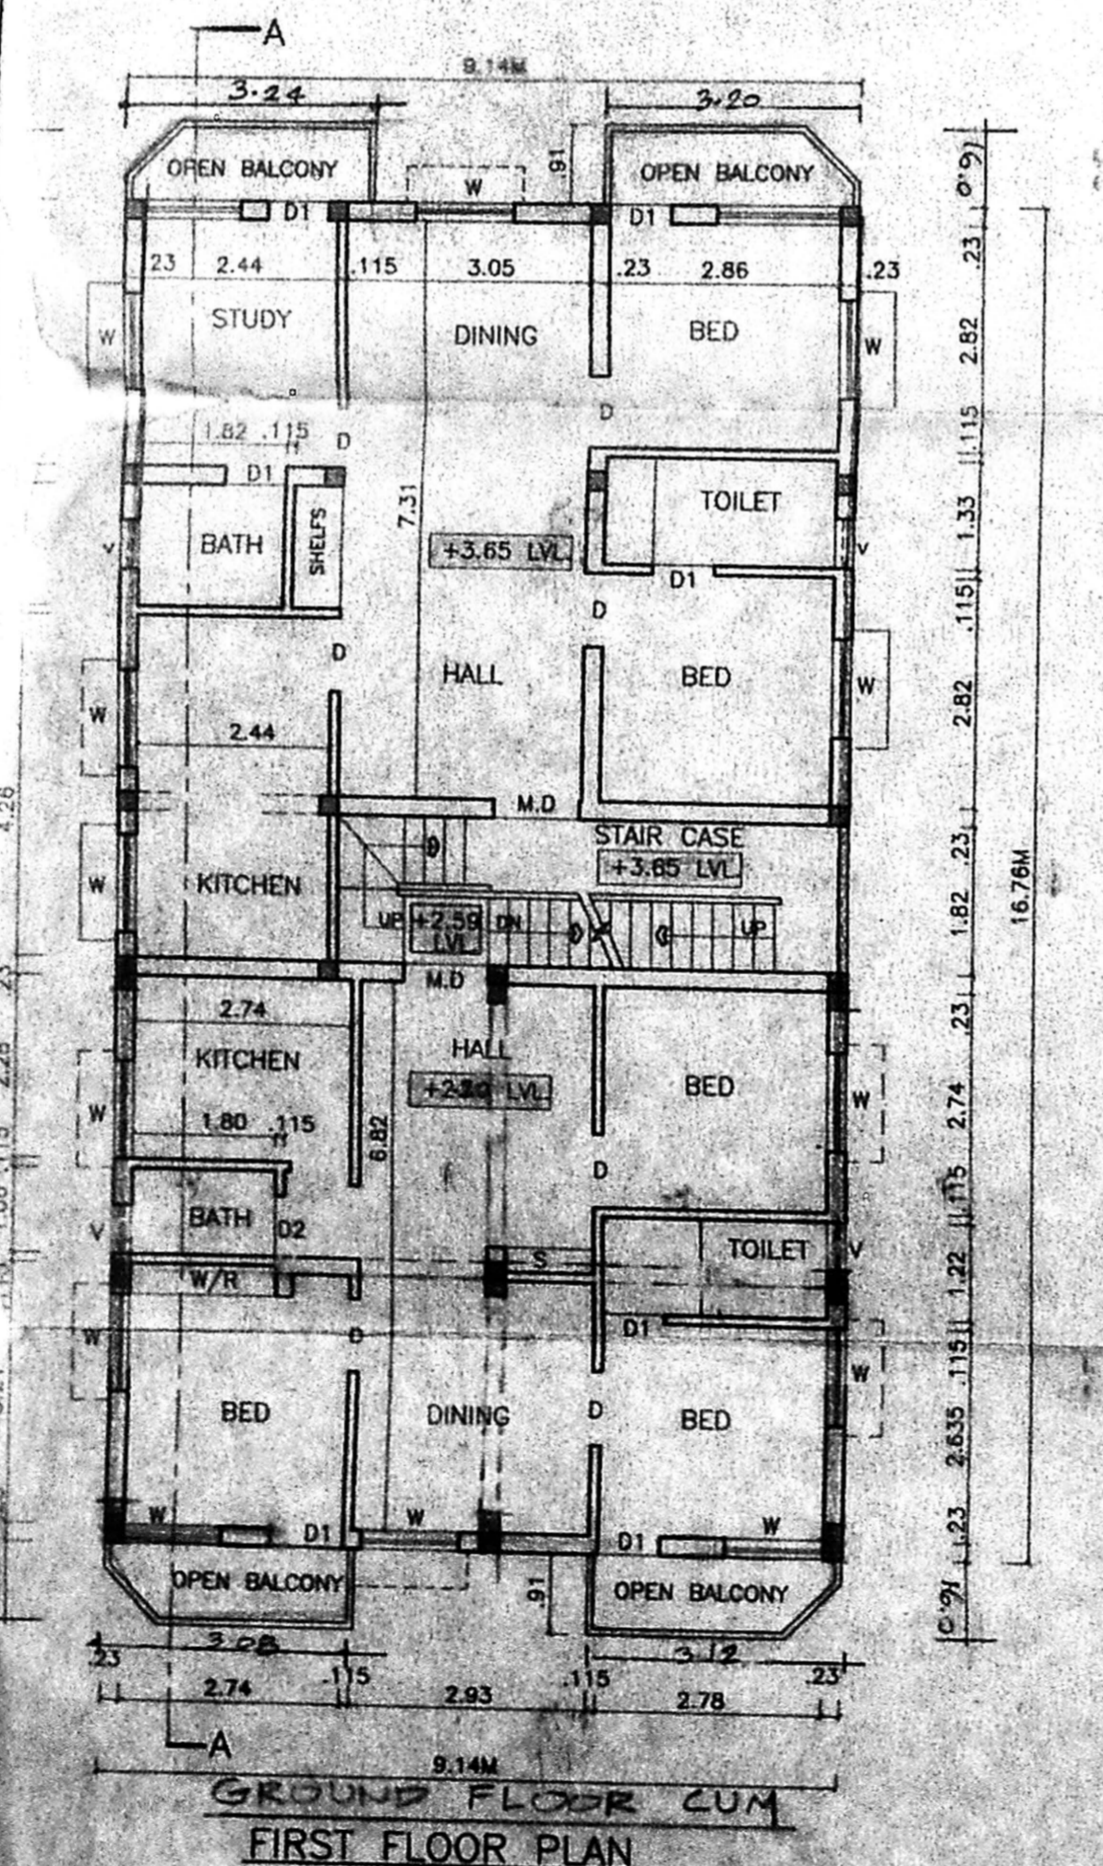 A
9.14M
3.24
3.20
OPEN BALCONY
W
.91
OPEN BALCONY
0.91
D1
D1
.23
23
2.44
.115
3.05
.23
2.86
.23
STUDY
DINING
BED
W
W
2.82
D
1.82 .115
D
.115
D1
TOILET
BATH
SHELFS
7.31
+3.65 LVL.
1.33
V
V
D1
.115
D
D
HALL
BED
W
W
2.44
2.82
M.D
STAIR CASE
+3.65 LVL.
.23
W
KITCHEN
16.76M
UP
+2.59 LVL.
DN
UP
1.82
M.D
2.74
.23
KITCHEN
HALL
BED
W
W
1.80 .115
6.82
2.74
D
.115
BATH
D2
V
TOILET
V
W/R
S
1.22
W
D
D1
.115
W
BED
DINING
D
BED
2.635
W
D1
W
D1
W
.23
OPEN BALCONY
.91
OPEN BALCONY
0.91
3.08
3.12
.23
.115
.115
.23
2.74
2.93
2.78
A
9.14M
GROUND FLOOR CUM
FIRST FLOOR PLAN